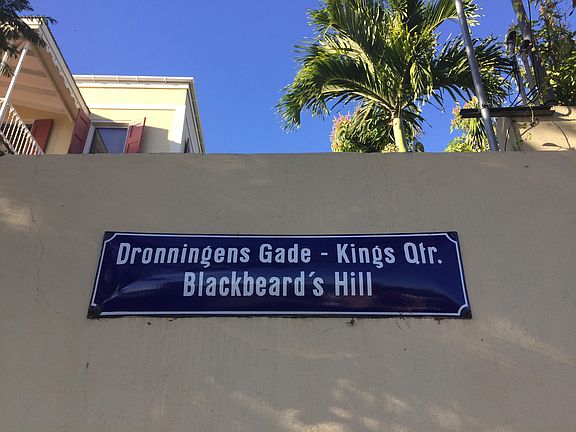 Dronningens Gade - Kings Qtr.
Blackbeard´s Hill